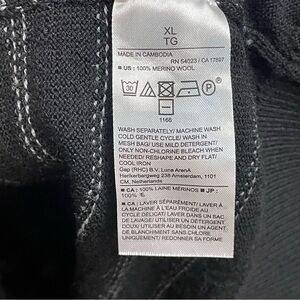 XL
TG
MADE IN CAMBODIA
RN 54023 / CA 17897
■ US : 100% MERINO WOOL
30
P
1166
WASH SEPARATELY/ MACHINE WASH
COLD GENTLE CYCLE/ WASH IN
MESH BAG/ USE MILD DETERGENT/
ONLY NON-CHLORINE BLEACH WHEN
NEEDED/ RESHAPE AND DRY FLAT/
COOL IRON
Gap (RHC) B.V. Luna ArenA
Herikerbergweg 238 Amsterdam, 1101
CM, Netherlands
■ CA : 100% LAINE MÉRINOS ■ JP :
100% 毛
■ CA : LAVER SÉPARÉMENT/ LAVER
À LA MACHINE À L'EAU FROIDE AU
CYCLE DÉLICAT/ LAVER DANS UN SAC
DE LAVAGE/ UTILISER UN DÉTERGENT
DOUX/ UTILISER AU BESOIN
UN JAVELLISANT SANS CHLORE
UNIQUEMENT/ REDONNER SA FORME